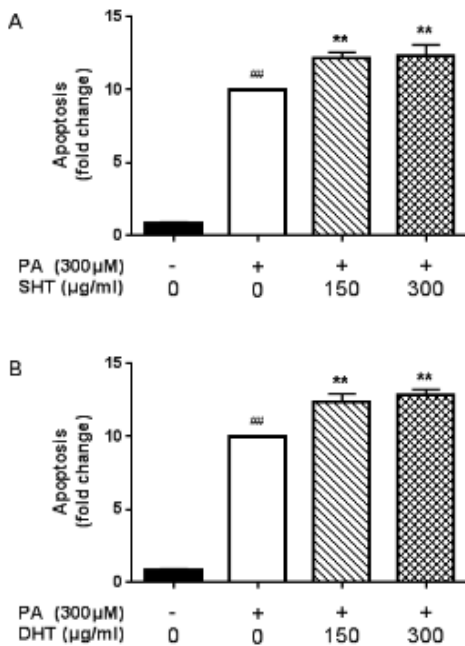 A
Apoptosis
(fold change)
15
10
5
0
##
**
**
PA (300µM) - + + +
SHT (µg/ml) 0 0 150 300
B
Apoptosis
(fold change)
15
10
5
0
##
**
**
PA (300µM) - + + +
DHT (µg/ml) 0 0 150 300